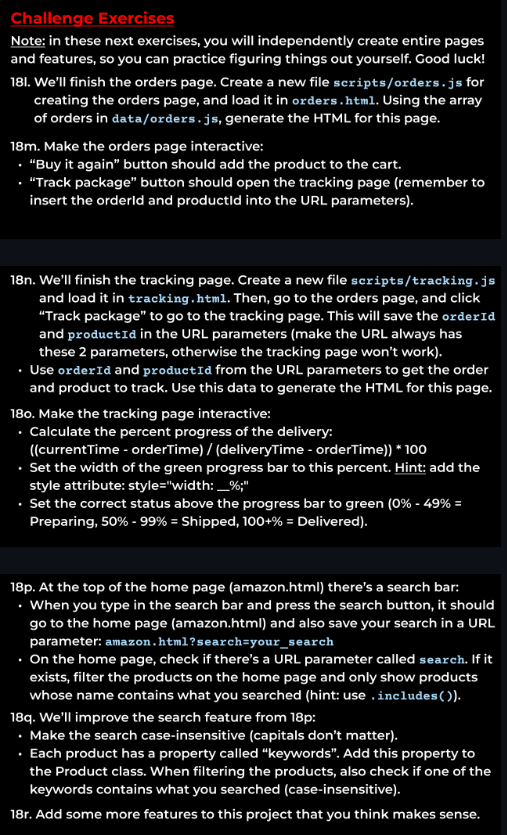 Challenge Exercises
Note: in these next exercises, you will independently create entire pages
and features, so you can practice figuring things out yourself. Good luck!
18l. We'll finish the orders page. Create a new file scripts/orders.js for
creating the orders page, and load it in orders.html. Using the array
of orders in data/orders.js, generate the HTML for this page.
18m. Make the orders page interactive:
• “Buy it again” button should add the product to the cart.
• “Track package” button should open the tracking page (remember to
insert the orderId and productId into the URL parameters).
18n. We'll finish the tracking page. Create a new file scripts/tracking.js
and load it in tracking.html. Then, go to the orders page, and click
“Track package” to go to the tracking page. This will save the orderId
and productId in the URL parameters (make the URL always has
these 2 parameters, otherwise the tracking page won't work).
• Use orderId and productId from the URL parameters to get the order
and product to track. Use this data to generate the HTML for this page.
18o. Make the tracking page interactive:
• Calculate the percent progress of the delivery:
((currentTime - orderTime) / (deliveryTime - orderTime)) * 100
• Set the width of the green progress bar to this percent. Hint: add the
style attribute: style="width: __%;"
• Set the correct status above the progress bar to green (0% - 49% =
Preparing, 50% - 99% = Shipped, 100+% = Delivered).
18p. At the top of the home page (amazon.html) there's a search bar:
• When you type in the search bar and press the search button, it should
go to the home page (amazon.html) and also save your search in a URL
parameter: amazon.html?search=your_search
• On the home page, check if there's a URL parameter called search. If it
exists, filter the products on the home page and only show products
whose name contains what you searched (hint: use .includes()).
18q. We'll improve the search feature from 18p:
• Make the search case-insensitive (capitals don't matter).
• Each product has a property called “keywords”. Add this property to
the Product class. When filtering the products, also check if one of the
keywords contains what you searched (case-insensitive).
18r. Add some more features to this project that you think makes sense.